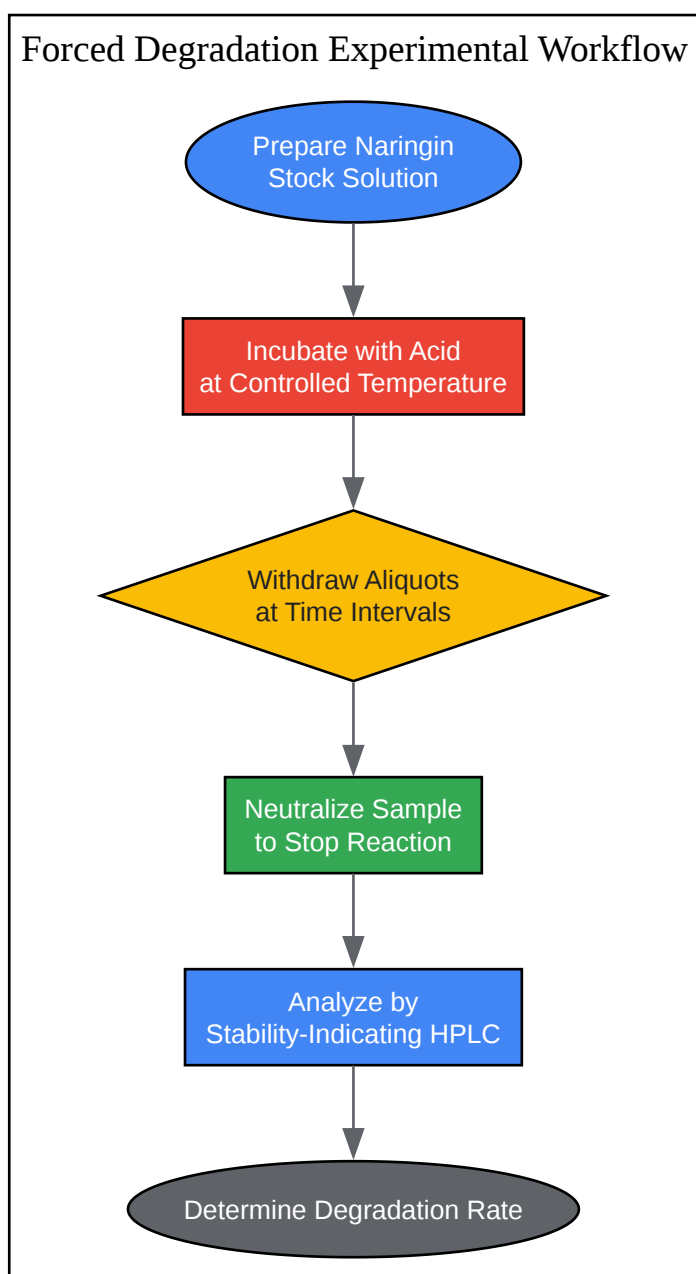 Forced Degradation Experimental Workflow
Prepare Naringin
Stock Solution
Incubate with Acid
at Controlled Temperature
Withdraw Aliquots
at Time Intervals
Neutralize Sample
to Stop Reaction
Analyze by
Stability-Indicating HPLC
Determine Degradation Rate